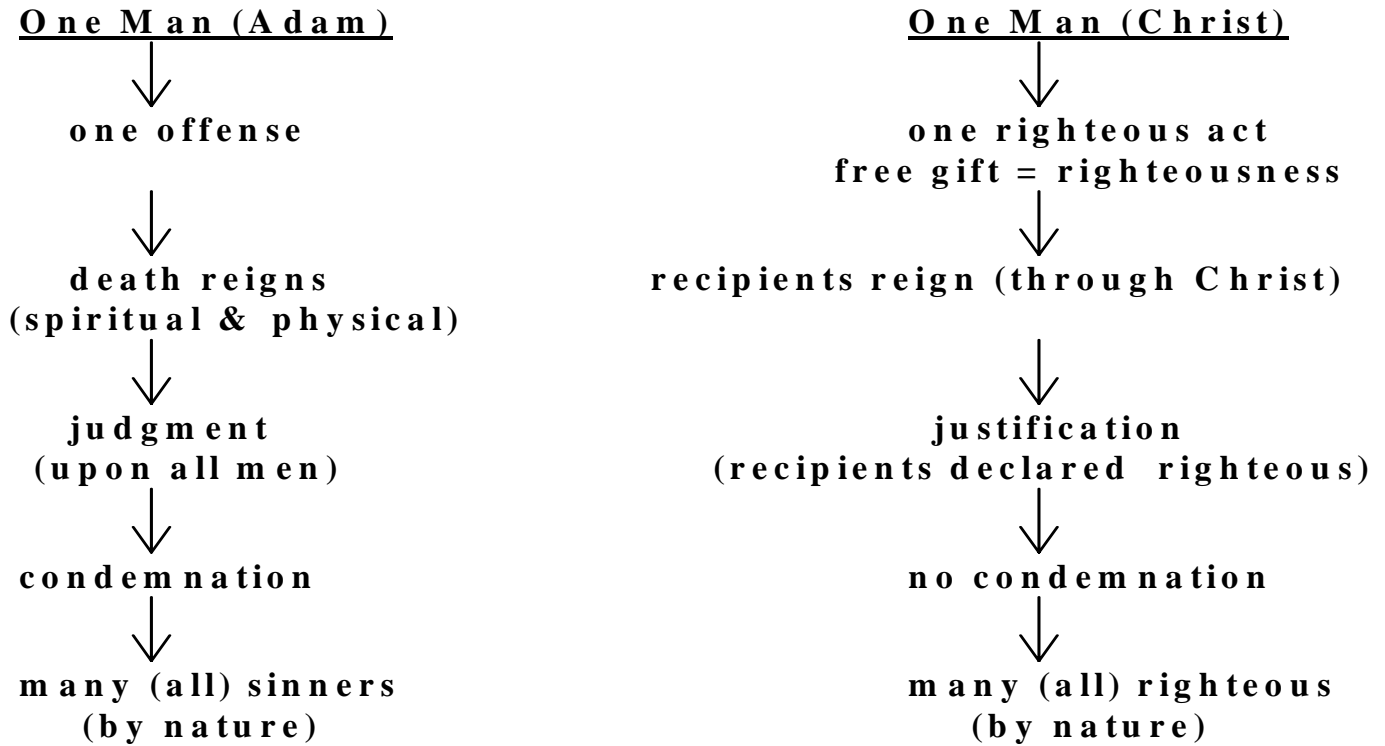 One Man (Adam)
one offense
death reigns
(spiritual & physical)
judgment
(upon all men)
condemnation
many (all) sinners
(by nature)
One Man (Christ)
one righteous act
free gift = righteousness
recipients reign (through Christ)
justification
(recipients declared righteous)
no condemnation
many (all) righteous
(by nature)